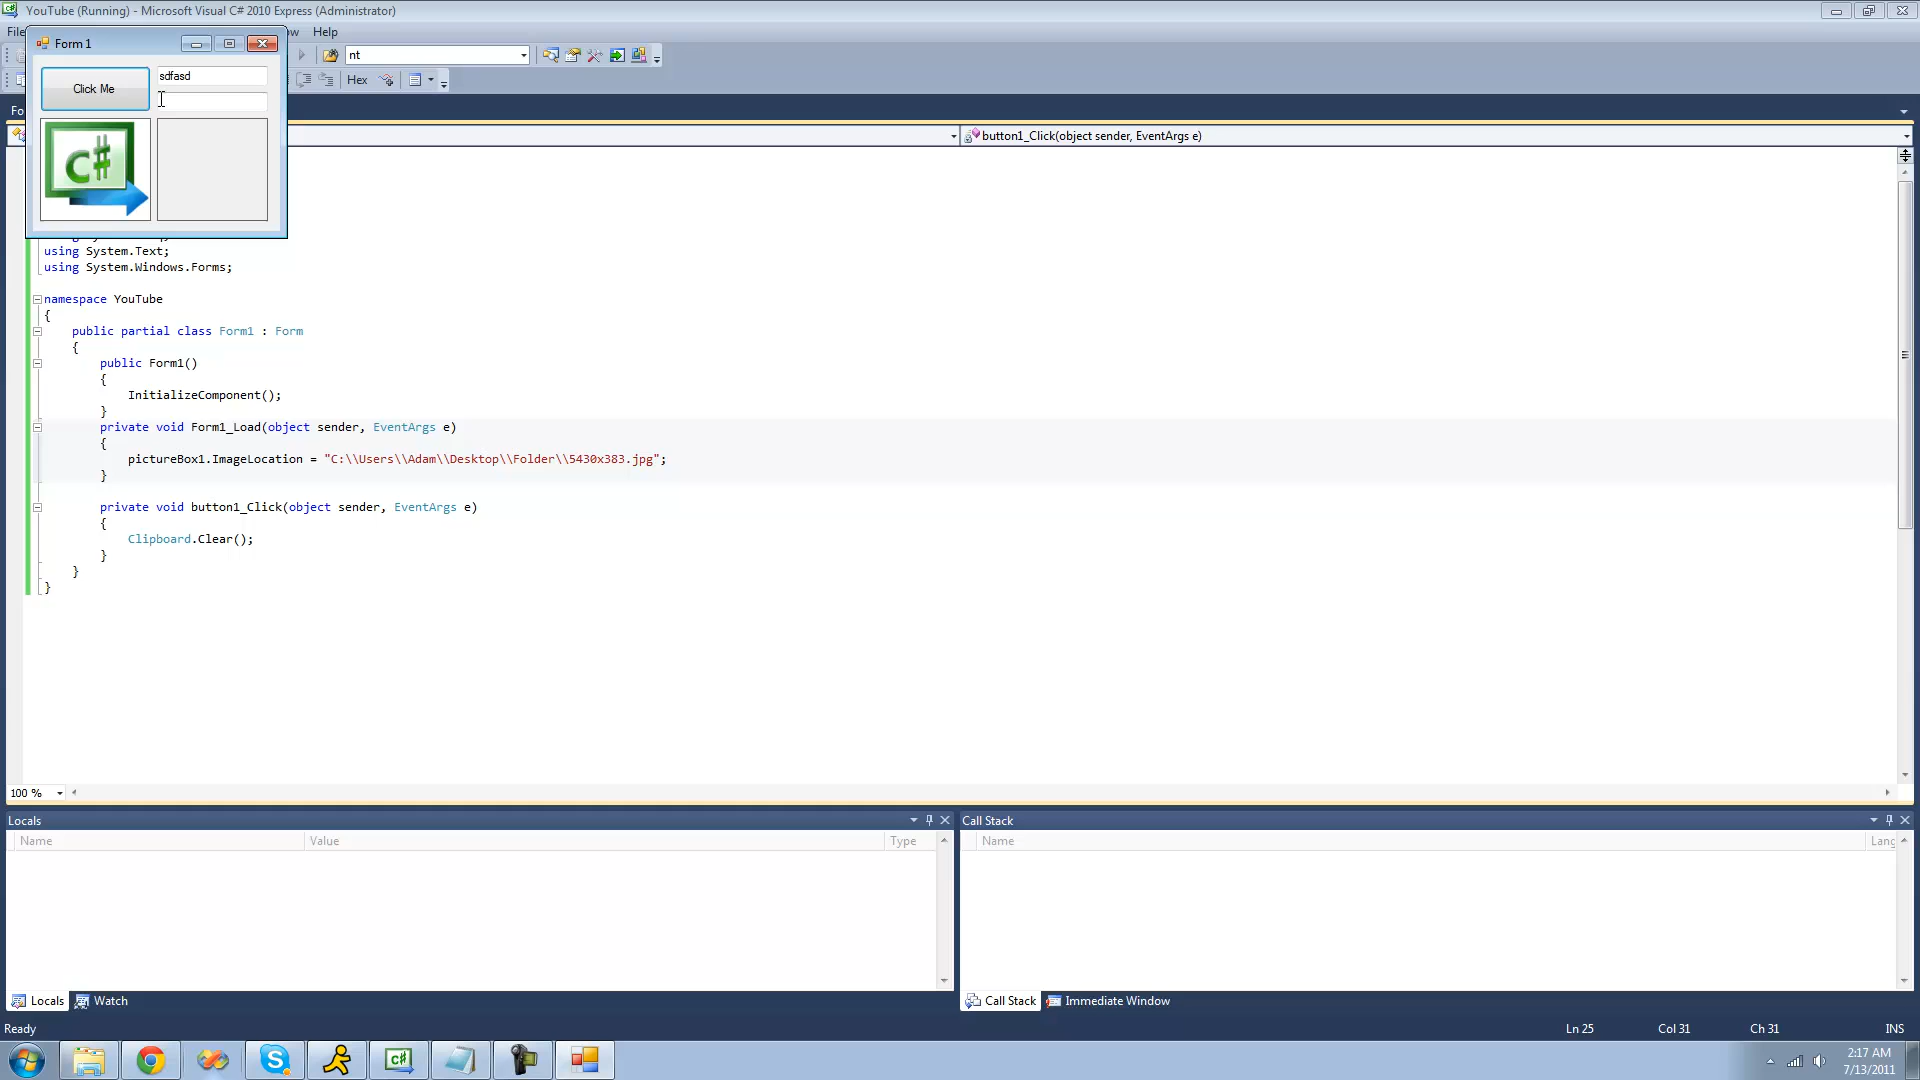 YouTube (Running) - Microsoft Visual C# 2010 Express (Administrator)
Help
Form 1
nt
Click Me
sdfasd
Hex
Fo
button1_Click(object sender, EventArgs e)
C#
using System.Text;
using System.Windows.Forms;
namespace YouTube
{
public partial class Form1 : Form
{
public Form1()
{
InitializeComponent();
}
private void Form1_Load(object sender, EventArgs e)
{
pictureBox1.ImageLocation = "C:\\Users\\Adam\\Desktop\\Folder\\5430x383.jpg";
}
private void button1_Click(object sender, EventArgs e)
{
Clipboard.Clear();
}
}
}
100 %
Locals
Call Stack
Name Value Type
Name Lang
Locals Watch
Call Stack Immediate Window
Ready Ln 25 Col 31 Ch 31 INS
2:17 AM
7/13/2011